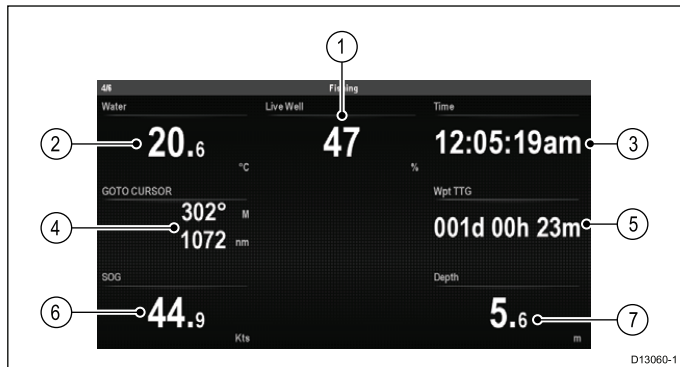 1
4/6 Fishing
Water Live Well Time
2 20.6 °C 47 % 12:05:19am 3
GOTO CURSOR Wpt TTG
4 302° M
1072 nm
001d 00h 23m 5
SOG Depth
6 44.9 Kts 5.6 m 7
D13060-1